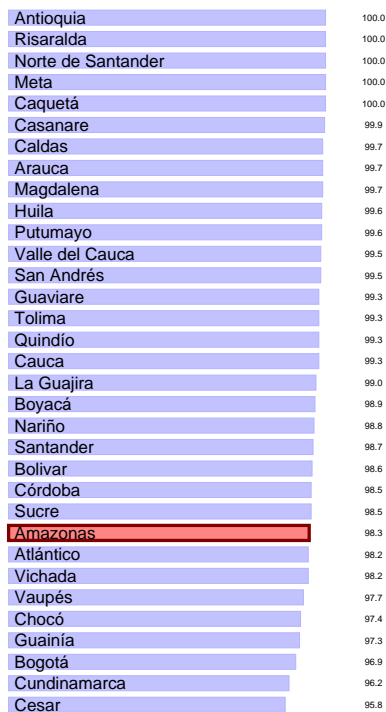 Antioquia 100.0
Risaralda 100.0
Norte de Santander 100.0
Meta 100.0
Caquetá 100.0
Casanare 99.9
Caldas 99.7
Arauca 99.7
Magdalena 99.7
Huila 99.6
Putumayo 99.6
Valle del Cauca 99.5
San Andrés 99.5
Guaviare 99.3
Tolima 99.3
Quindío 99.3
Cauca 99.3
La Guajira 99.0
Boyacá 98.9
Nariño 98.8
Santander 98.7
Bolivar 98.6
Córdoba 98.5
Sucre 98.5
Amazonas 98.3
Atlántico 98.2
Vichada 98.2
Vaupés 97.7
Chocó 97.4
Guainía 97.3
Bogotá 96.9
Cundinamarca 96.2
Cesar 95.8